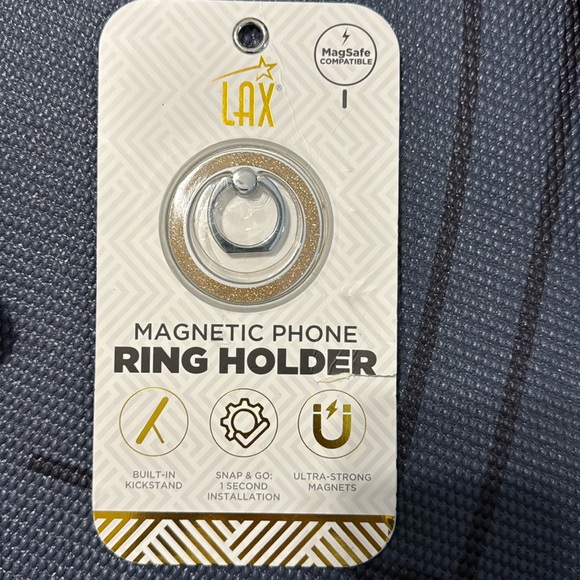 MagSafe
COMPATIBLE
LAX®
MAGNETIC PHONE
RING HOLDER
BUILT-IN
KICKSTAND
SNAP & GO:
1 SECOND
INSTALLATION
ULTRA-STRONG
MAGNETS